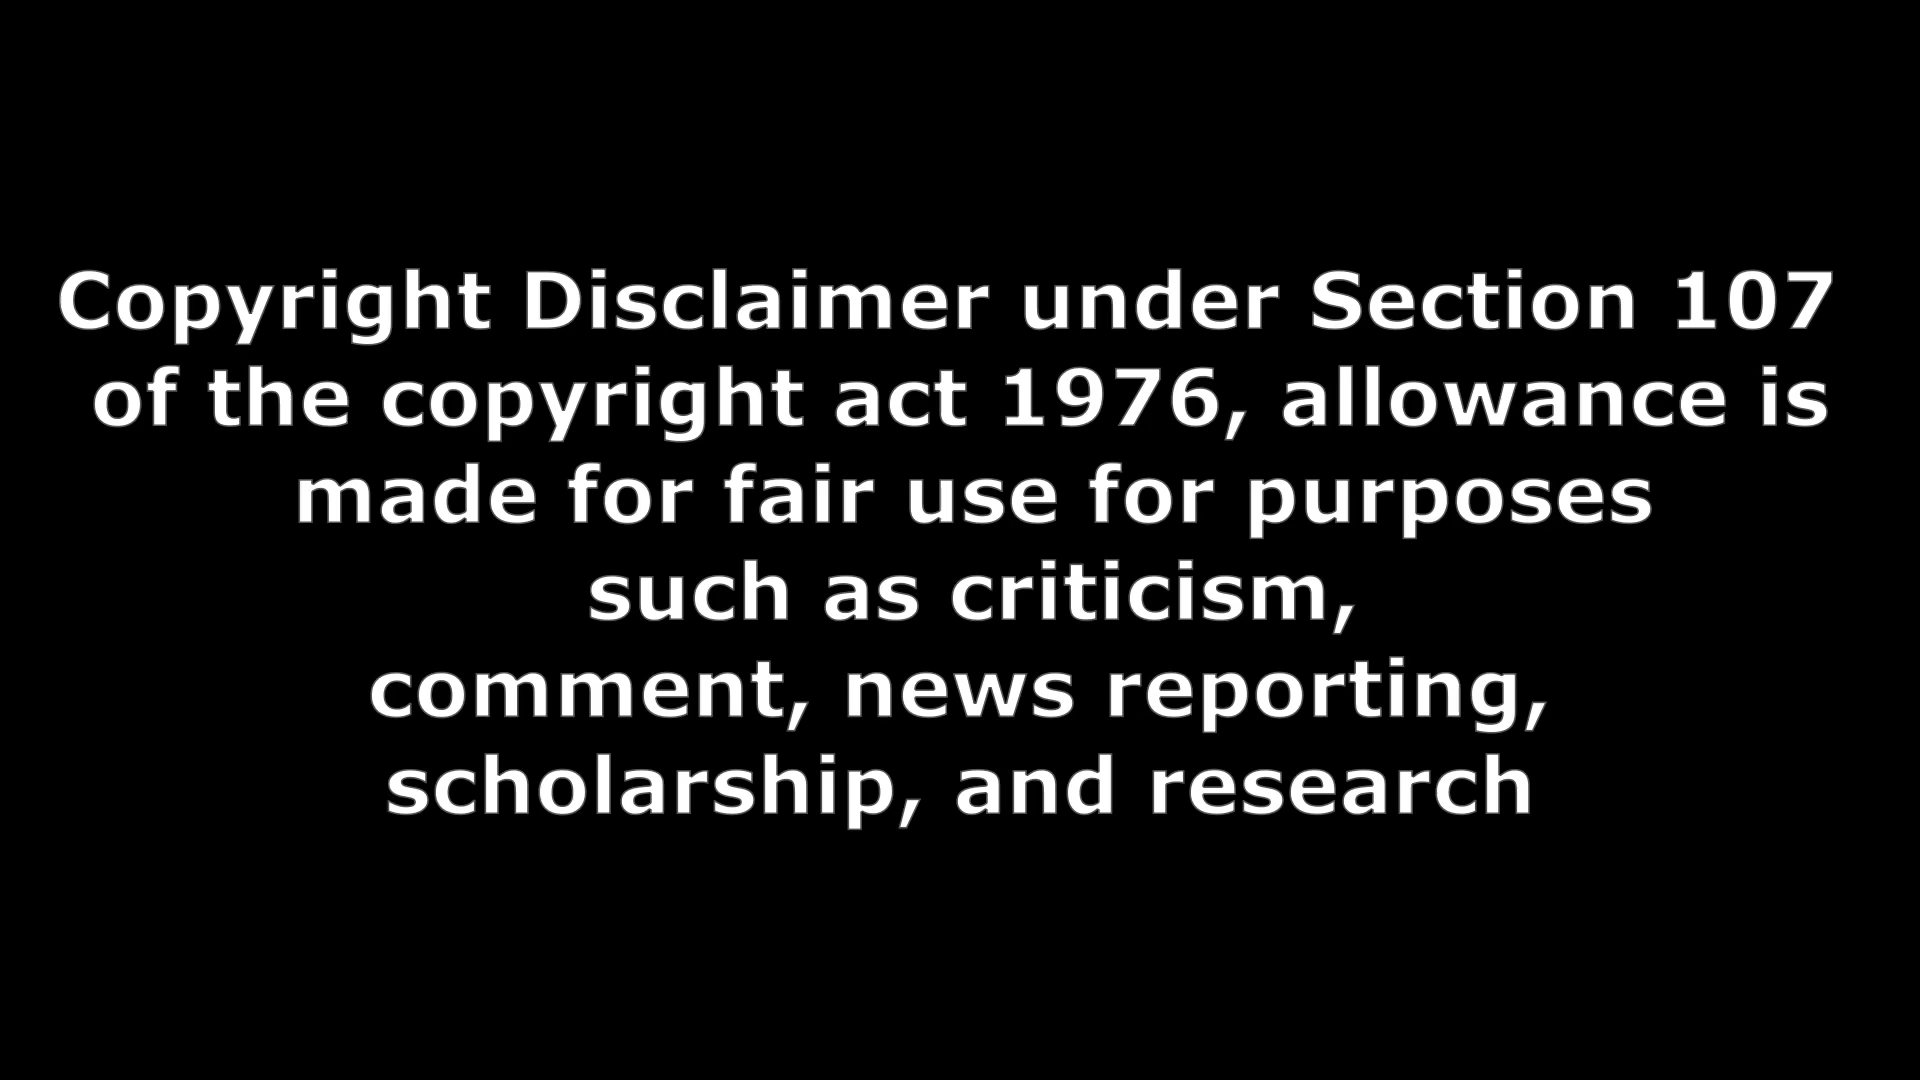 Copyright Disclaimer under Section 107
of the copyright act 1976, allowance is
made for fair use for purposes
such as criticism,
comment, news reporting,
scholarship, and research